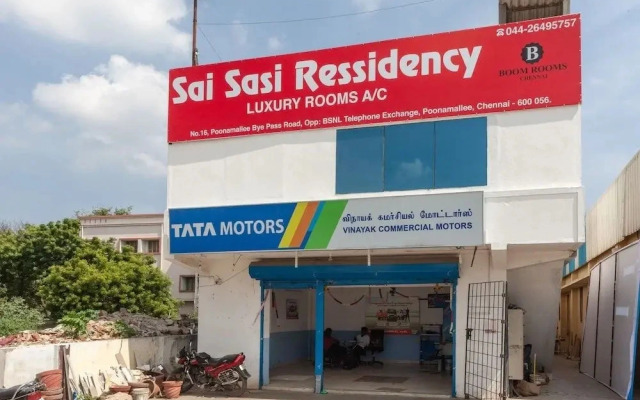 ☎044-26495757
Sai Sasi Ressidency
LUXURY ROOMS A/C
B
BOOM ROOMS
CHENNAI
No.16, Poonamallee Bye Pass Road, Opp: BSNL Telephone Exchange, Poonamallee, Chennai - 600 056.
TATA MOTORS
விநாயக் கமர்சியல் மோட்டார்ஸ்
VINAYAK COMMERCIAL MOTORS